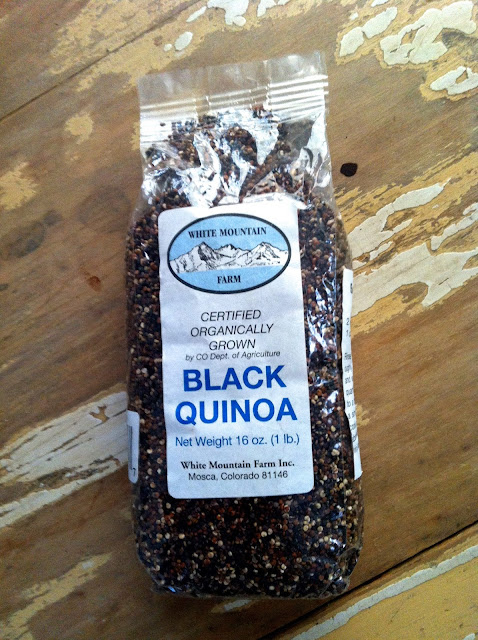 WHITE MOUNTAIN
FARM
CERTIFIED
ORGANICALLY
GROWN
by CO Dept. of Agriculture
BLACK
QUINOA
Net Weight 16 oz. (1 lb.)
White Mountain Farm Inc.
Mosca, Colorado 81146